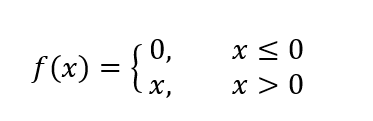 f(x) = { 0, x ≤ 0
x, x > 0